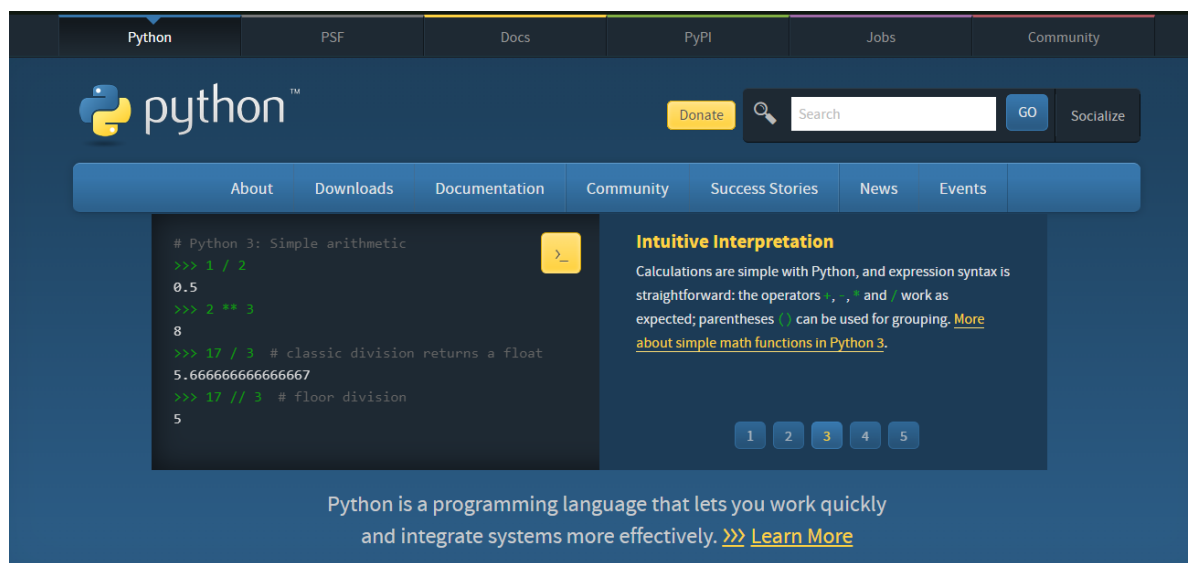 Python PSF Docs PyPI Jobs Community
python™
Donate Search GO Socialize
About Downloads Documentation Community Success Stories News Events
# Python 3: Simple arithmetic
>>> 1 / 2
0.5
>>> 2 ** 3
8
>>> 17 / 3  # classic division returns a float
5.666666666666667
>>> 17 // 3  # floor division
5
>_
Intuitive Interpretation
Calculations are simple with Python, and expression syntax is
straightforward: the operators +, -, * and / work as
expected; parentheses () can be used for grouping. More
about simple math functions in Python 3.
1 2 3 4 5
Python is a programming language that lets you work quickly
and integrate systems more effectively. >>> Learn More